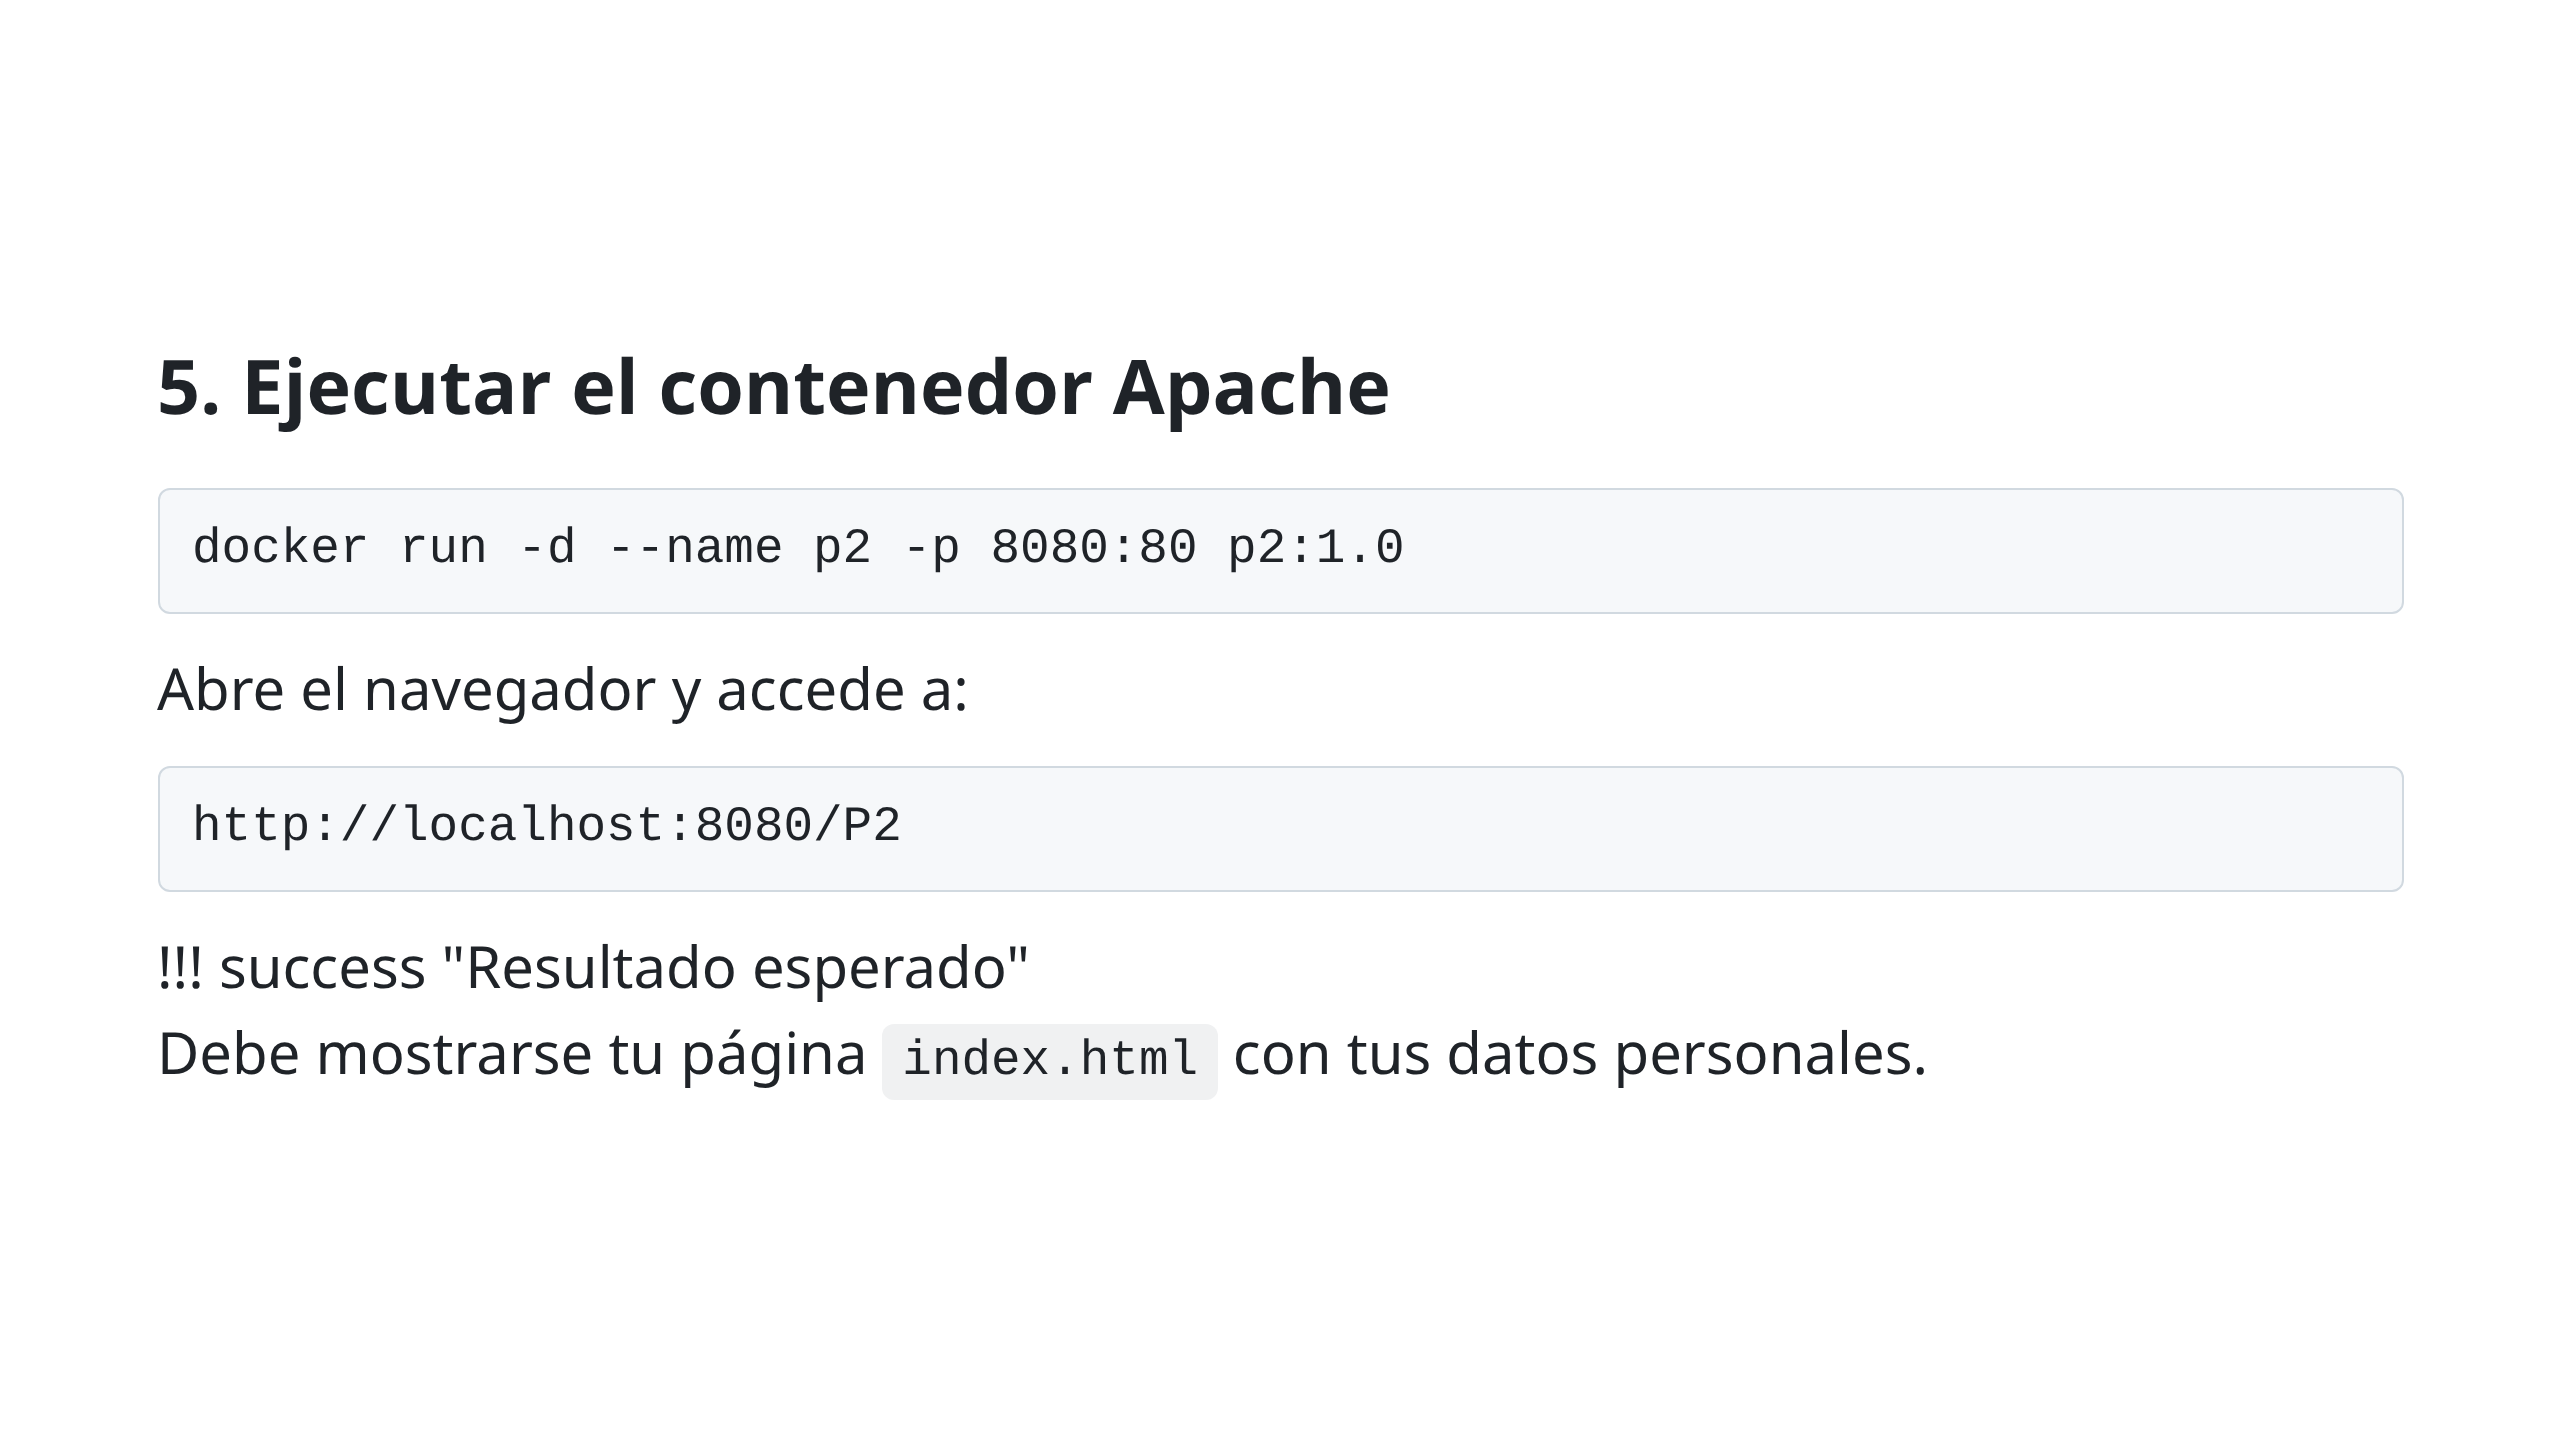 5. Ejecutar el contenedor Apache
docker run -d --name p2 -p 8080:80 p2:1.0
Abre el navegador y accede a:
http://localhost:8080/P2
!!! success "Resultado esperado"
Debe mostrarse tu página index.html con tus datos personales.